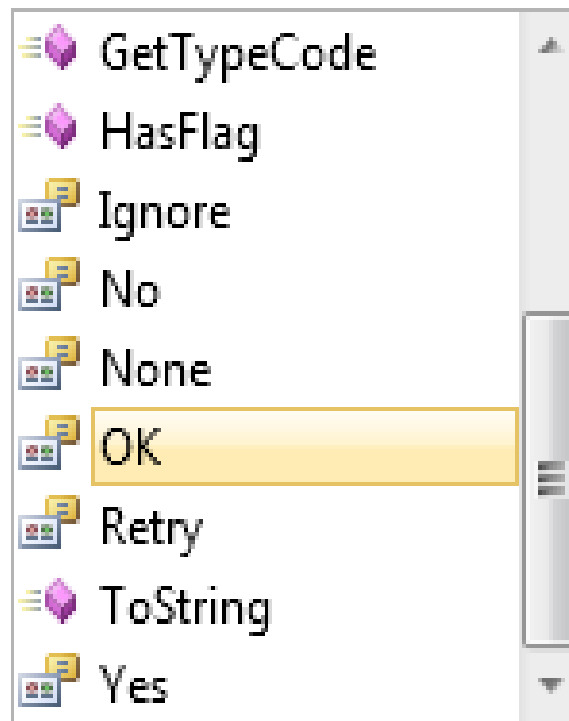 GetTypeCode
HasFlag
Ignore
No
None
OK
Retry
ToString
Yes